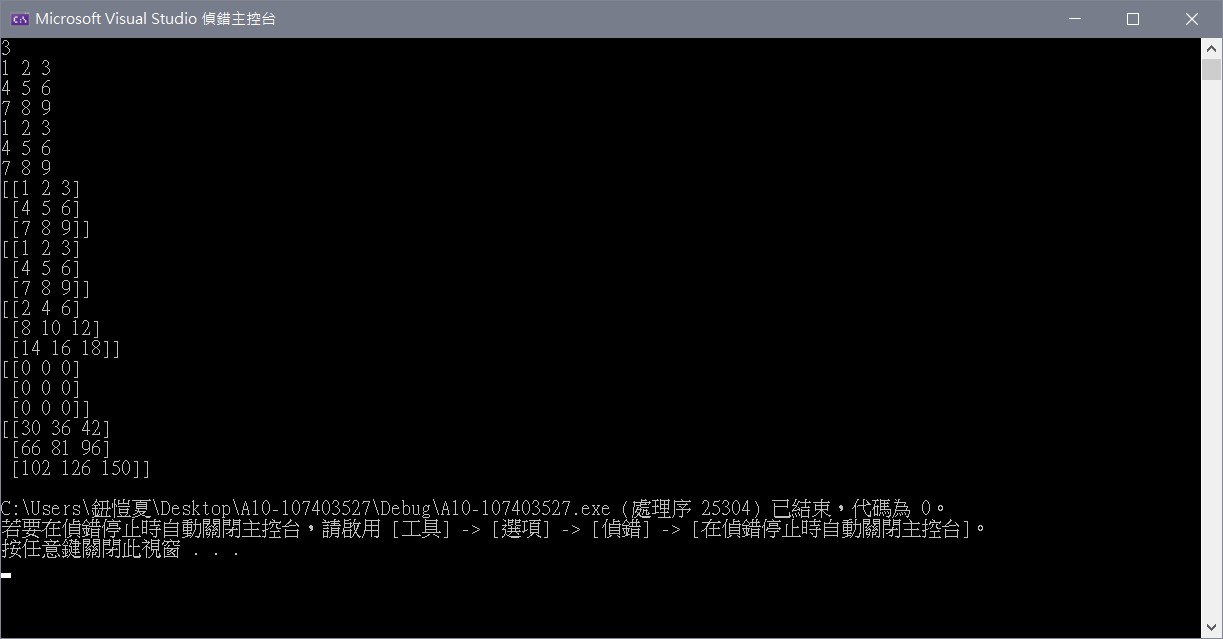 Microsoft Visual Studio 偵錯主控台
3
1 2 3
4 5 6
7 8 9
1 2 3
4 5 6
7 8 9
[[1 2 3]
 [4 5 6]
 [7 8 9]]
[[1 2 3]
 [4 5 6]
 [7 8 9]]
[[2 4 6]
 [8 10 12]
 [14 16 18]]
[[0 0 0]
 [0 0 0]
 [0 0 0]]
[[30 36 42]
 [66 81 96]
 [102 126 150]]
C:\Users\鈕愷夏\Desktop\A10-107403527\Debug\A10-107403527.exe (處理序 25304) 已結束，代碼為 0。
若要在偵錯停止時自動關閉主控台，請啟用 [工具] -> [選項] -> [偵錯] -> [在偵錯停止時自動關閉主控台]。
按任意鍵關閉此視窗 . . .